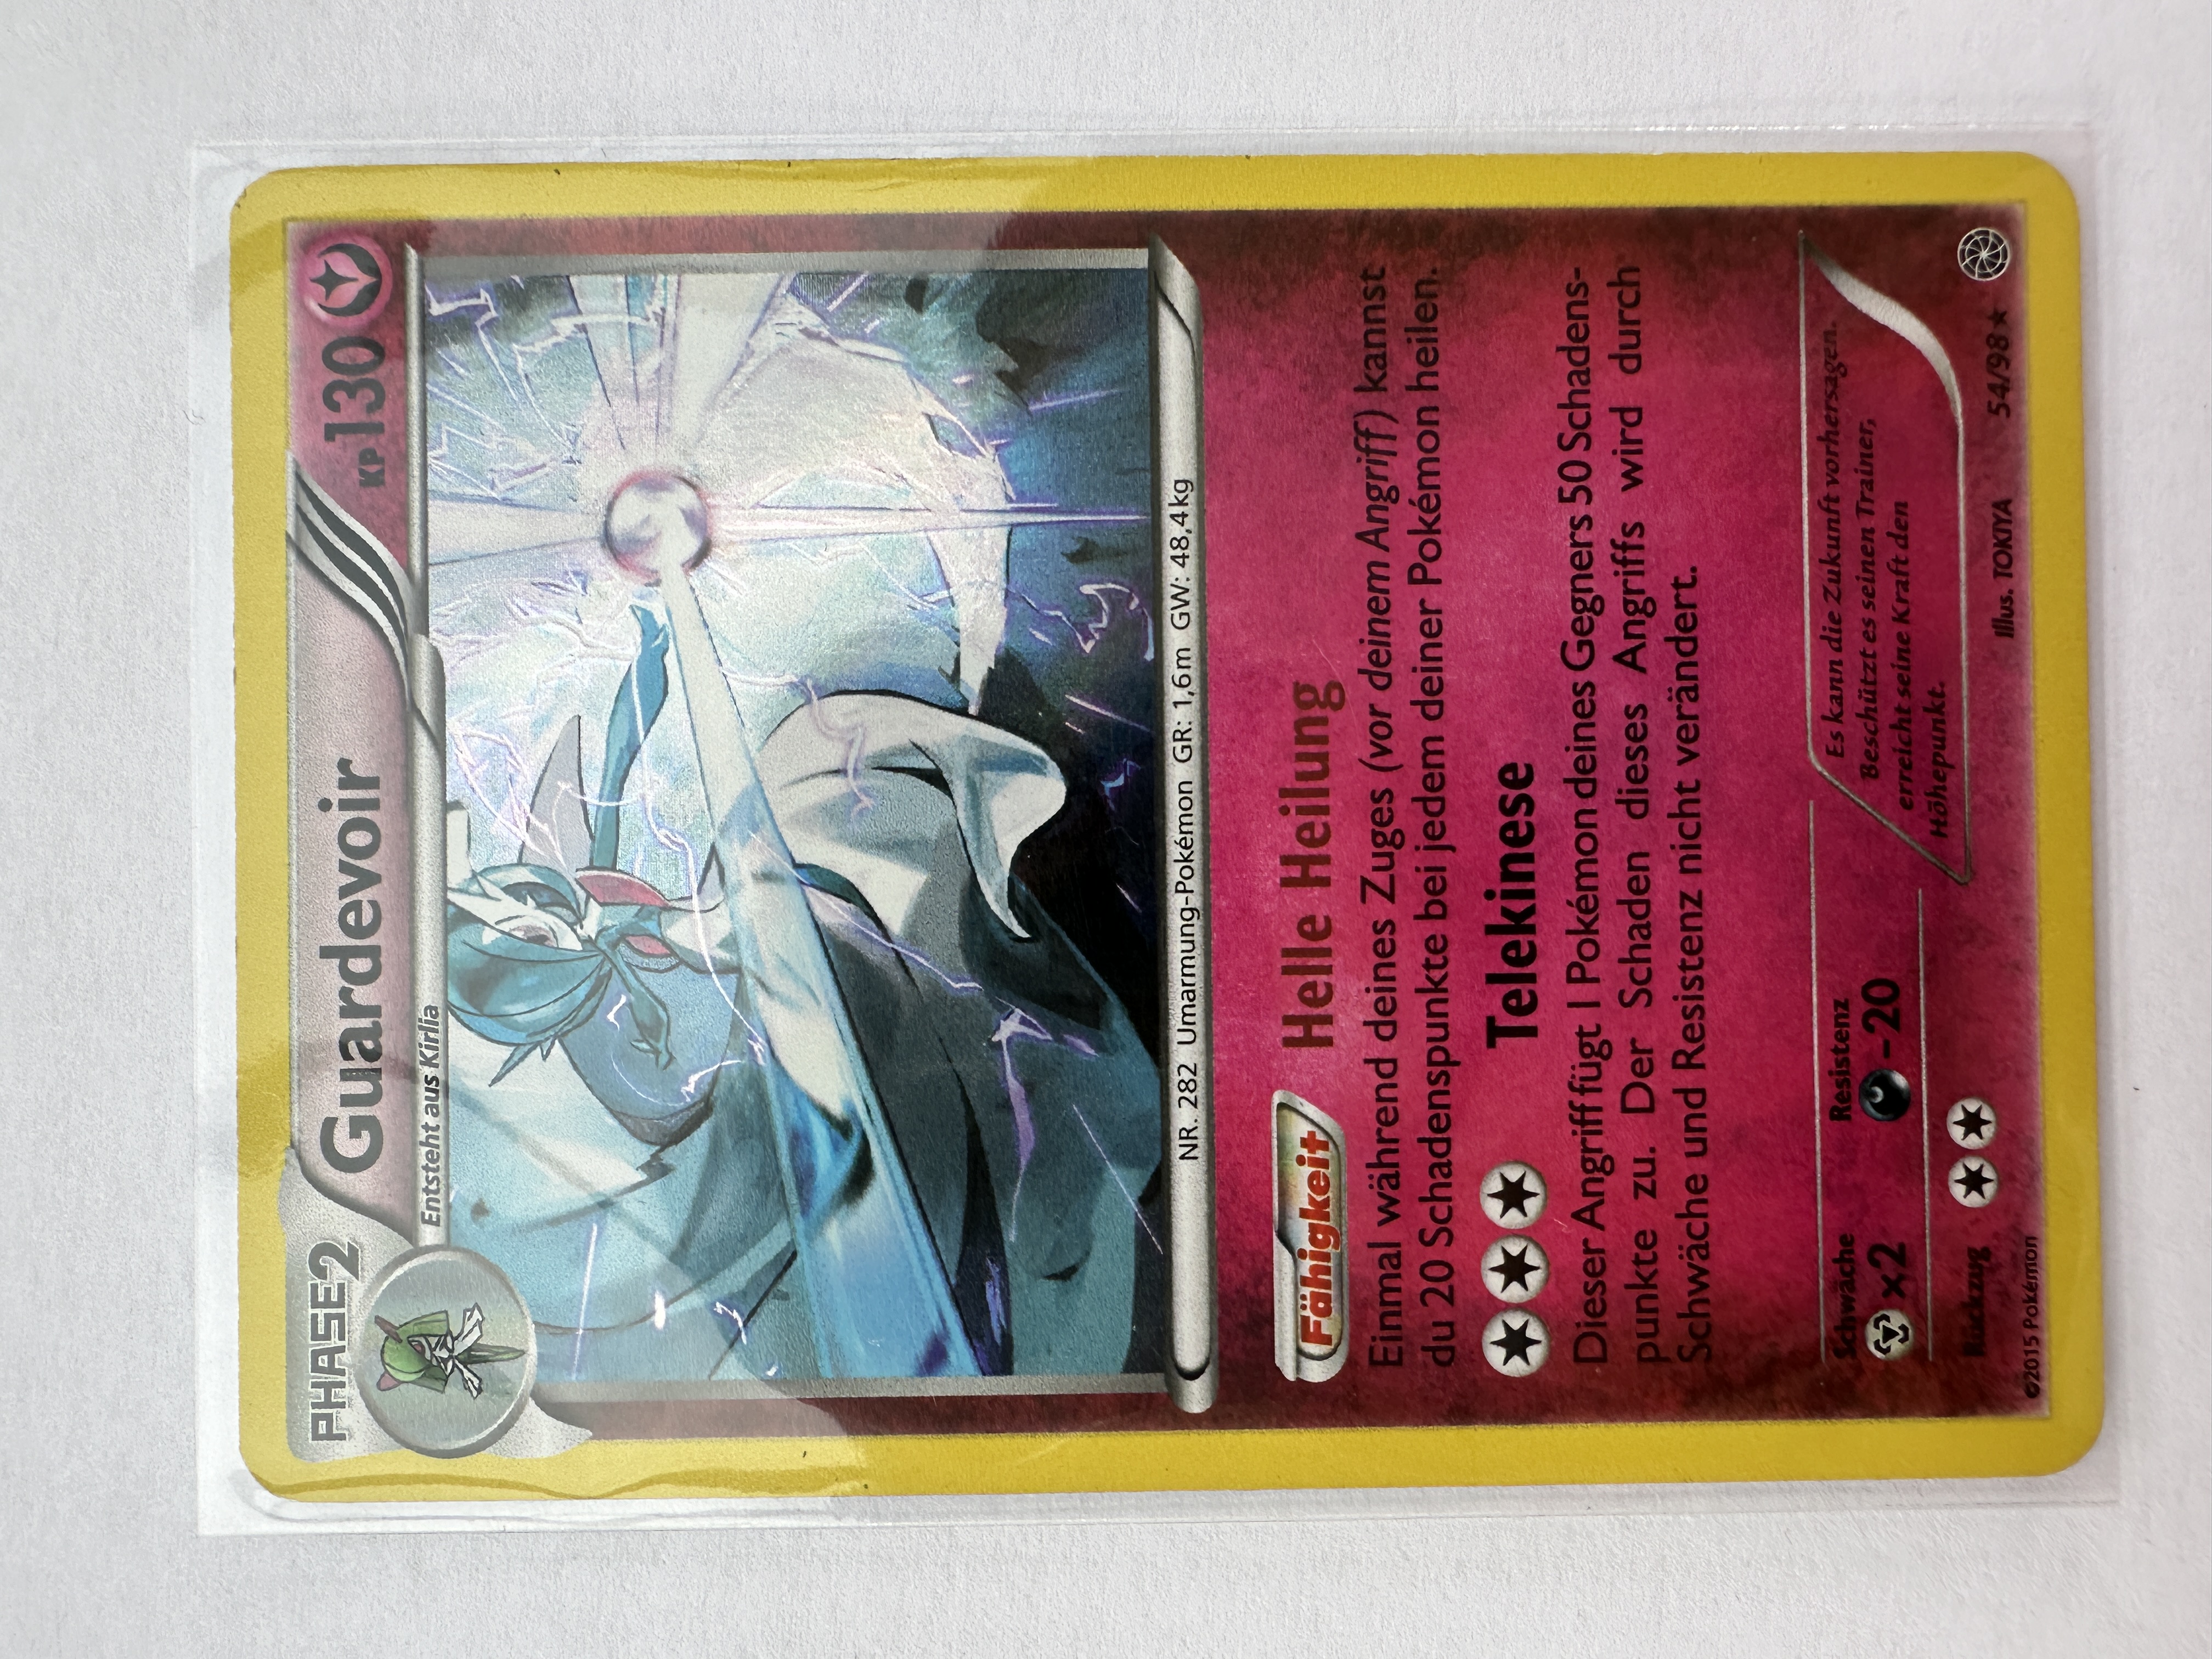 PHASE2
Guardevoir
KP130
Entsteht aus Kirlia
NR. 282 Umarmung-Pokémon GR: 1,6m GW: 48,4kg
Fähigkeit Helle Heilung
Einmal während deines Zuges (vor deinem Angriff) kannst
du 20 Schadenspunkte bei jedem deiner Pokémon heilen.
Telekinese
Dieser Angriff fügt 1 Pokémon deines Gegners 50 Schadens-
punkte zu. Der Schaden dieses Angriffs wird durch
Schwäche und Resistenz nicht verändert.
Schwäche
x2
Resistenz
-20
Rückzug
Es kann die Zukunft vorhersagen.
Beschützt es seinen Trainer,
erreicht seine Kraft den
Höhepunkt.
Illus. TOKIYA
54/98★
©2015 Pokémon